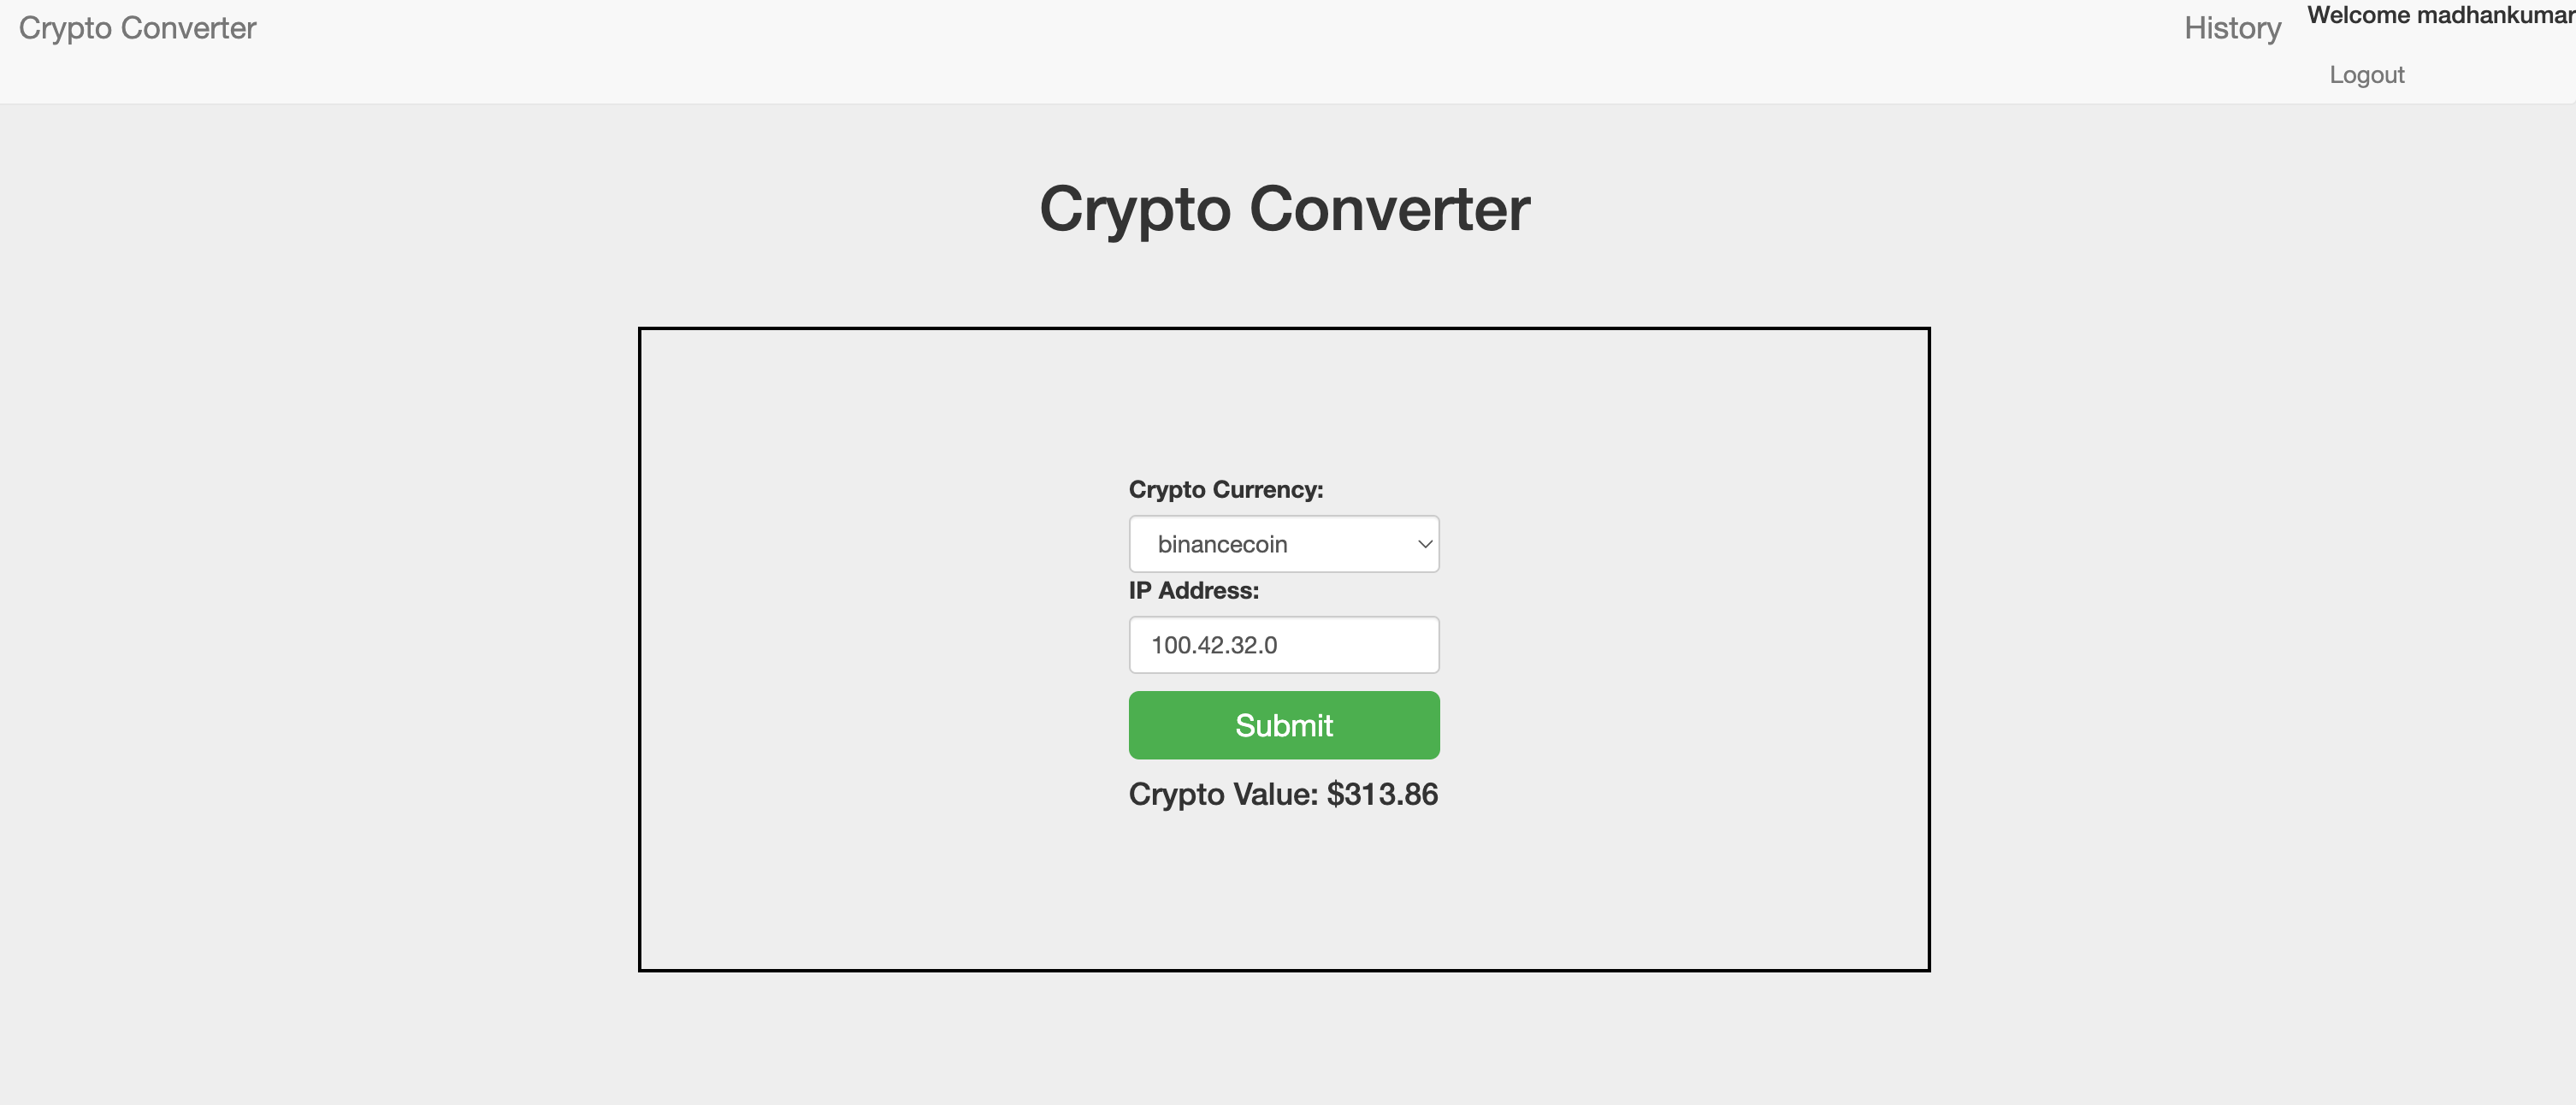 Crypto Converter
History
Welcome madhankumar
Logout
Crypto Converter
Crypto Currency:
binancecoin
IP Address:
100.42.32.0
Submit
Crypto Value: $313.86